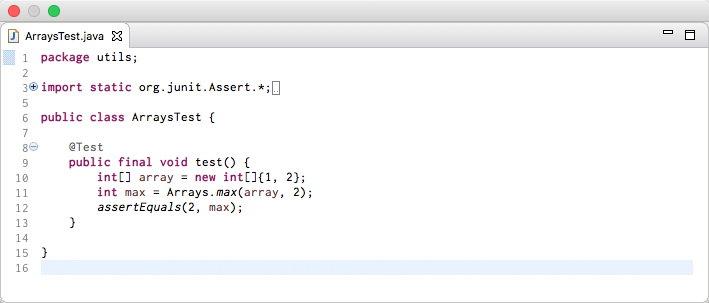 ArraysTest.java
1 package utils;
2
3 import static org.junit.Assert.*;
5
6 public class ArraysTest {
7
8 @Test
9 public final void test() {
10 int[] array = new int[]{1, 2};
11 int max = Arrays.max(array, 2);
12 assertEquals(2, max);
13 }
14
15 }
16